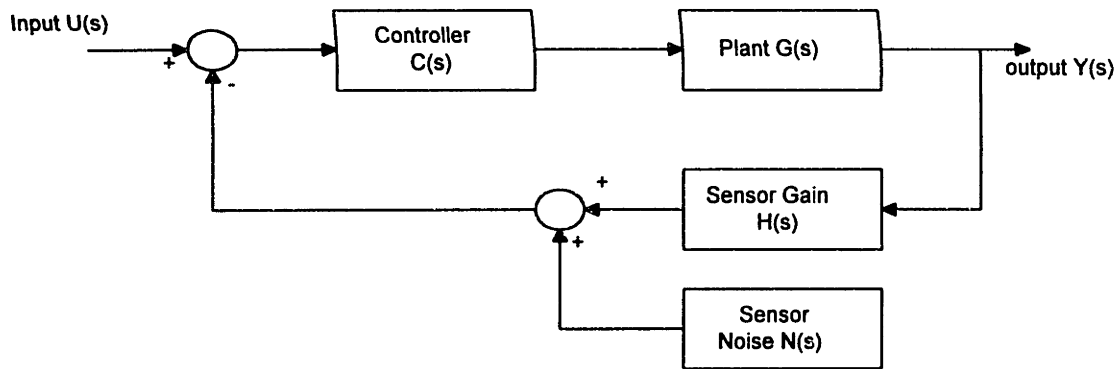 Input U(s)
+
-
Controller
C(s)
Plant G(s)
output Y(s)
+
+
Sensor Gain
H(s)
Sensor
Noise N(s)